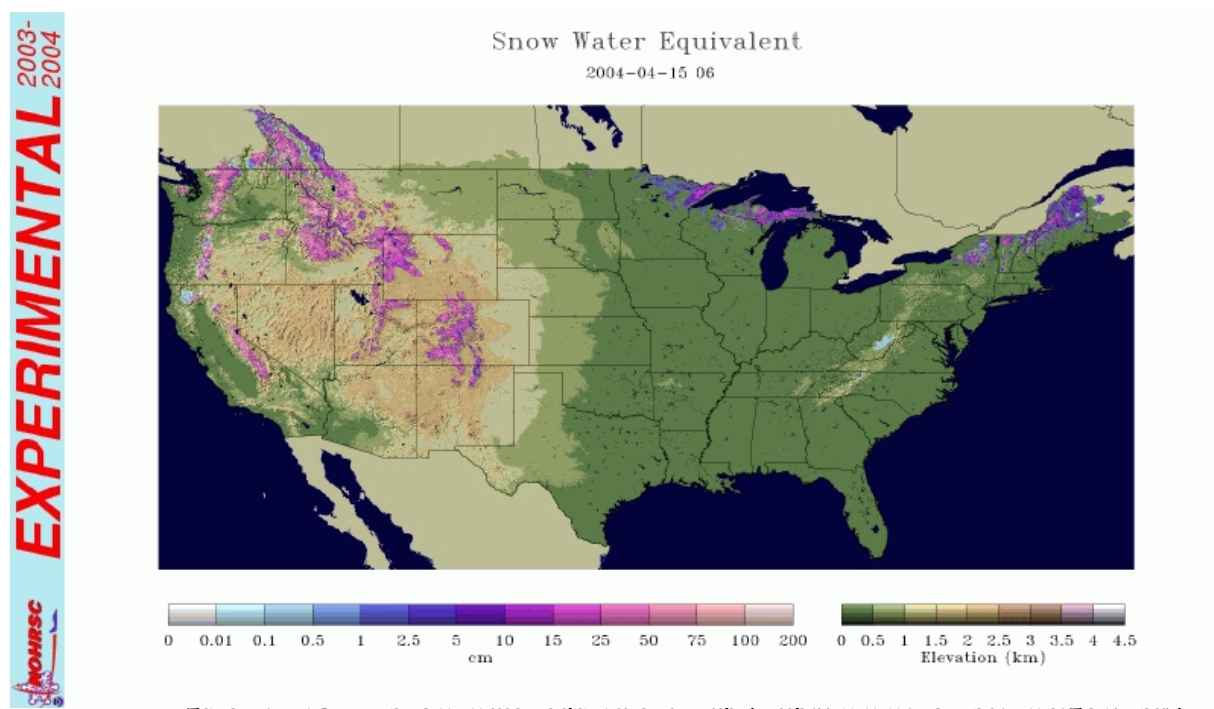 EXPERIMENTAL 2003-
2004
NOHRSC
Snow Water Equivalent
2004-04-15 06
0 0.01 0.1 0.5 1 2.5 5 10 15 25 50 75 100 200
cm
0 0.5 1 1.5 2 2.5 3 3.5 4 4.5
Elevation (km)